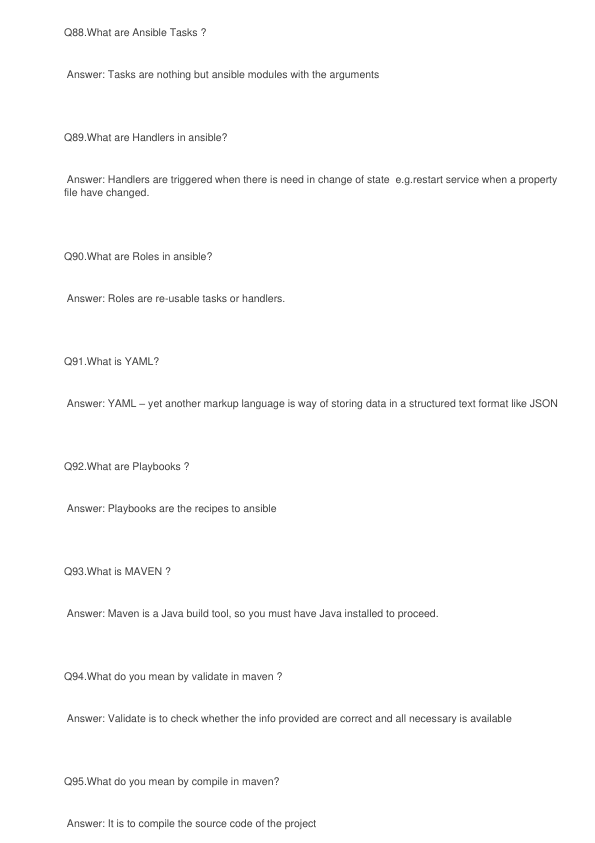 Q88.What are Ansible Tasks ?
Answer: Tasks are nothing but ansible modules with the arguments
Q89.What are Handlers in ansible?
Answer: Handlers are triggered when there is need in change of state  e.g.restart service when a property
file have changed.
Q90.What are Roles in ansible?
Answer: Roles are re-usable tasks or handlers.
Q91.What is YAML?
Answer: YAML – yet another markup language is way of storing data in a structured text format like JSON
Q92.What are Playbooks ?
Answer: Playbooks are the recipes to ansible
Q93.What is MAVEN ?
Answer: Maven is a Java build tool, so you must have Java installed to proceed.
Q94.What do you mean by validate in maven ?
Answer: Validate is to check whether the info provided are correct and all necessary is available
Q95.What do you mean by compile in maven?
Answer: It is to compile the source code of the project